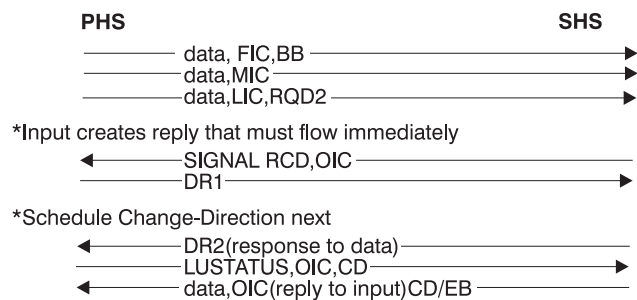 PHS SHS
data, FIC,BB
data,MIC
data,LIC,RQD2
*Input creates reply that must flow immediately
SIGNAL RCD,OIC
DR1
*Schedule Change-Direction next
DR2(response to data)
LUSTATUS,OIC,CD
data,OIC(reply to input)CD/EB